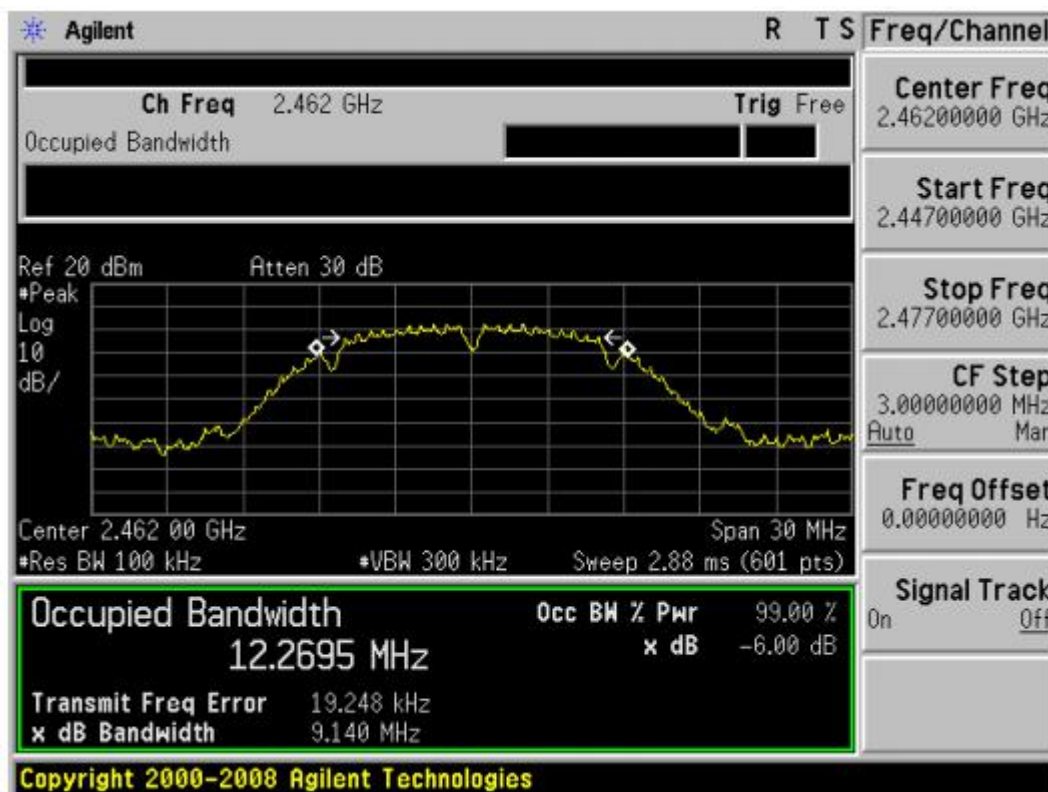 Agilent R T S Freq/Channel
Ch Freq 2.462 GHz Trig Free
Occupied Bandwidth
Center Freq
2.46200000 GHz
Start Freq
2.44700000 GHz
Stop Freq
2.47700000 GHz
CF Step
3.00000000 MHz
Auto Man
Freq Offset
0.00000000 Hz
Signal Track
On Off
Ref 20 dBm Atten 30 dB
#Peak
Log
10
dB/
Center 2.462 00 GHz Span 30 MHz
#Res BW 100 kHz #VBW 300 kHz Sweep 2.88 ms (601 pts)
Occupied Bandwidth
12.2695 MHz
Occ BW % Pwr 99.00 %
x dB -6.00 dB
Transmit Freq Error 19.248 kHz
x dB Bandwidth 9.140 MHz
Copyright 2000-2008 Agilent Technologies